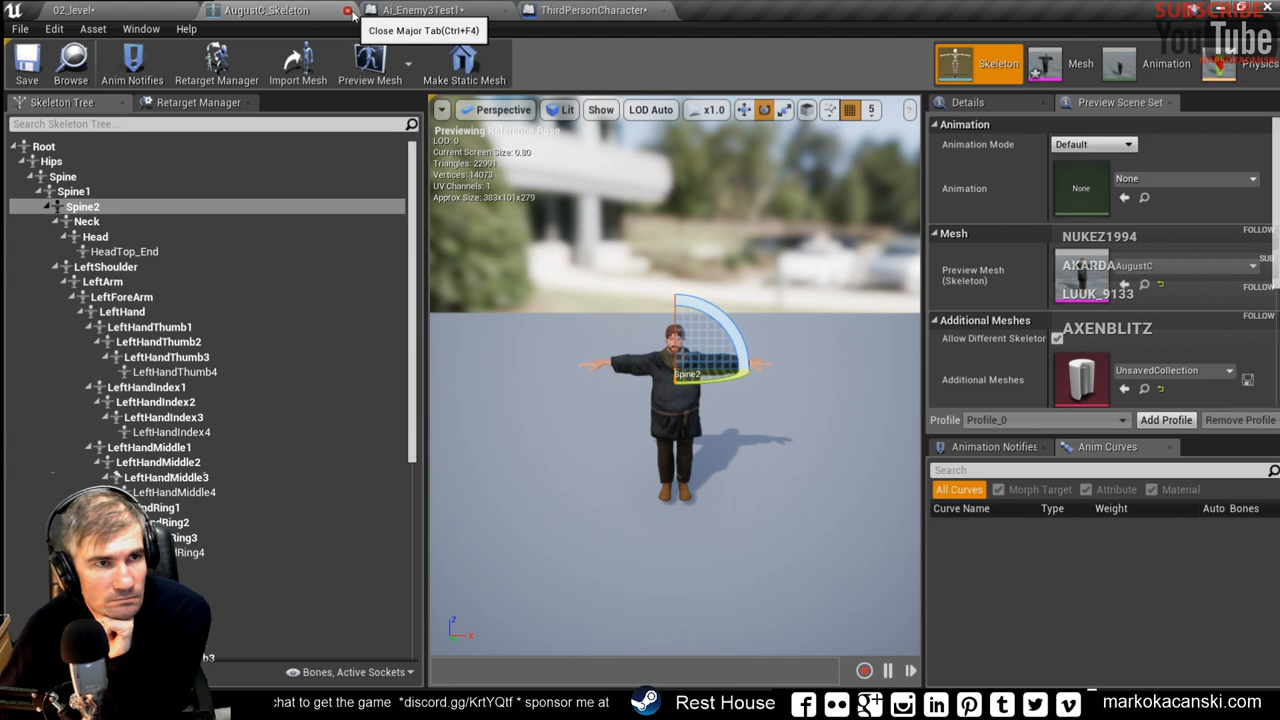 02_level*
AugustC_Skeleton
Ai_Enemy3Test1*
ThirdPersonCharacter*
SUBSCRIBE
YouTube
MARKOKACANSKI
File Edit Asset Window Help
Close Major Tab(Ctrl+F4)
Save
Browse
Anim Notifies
Retarget Manager
Import Mesh
Preview Mesh
Make Static Mesh
Skeleton
Mesh
Animation
Physics
Skeleton Tree
Retarget Manager
Search Skeleton Tree...
Root
Hips
Spine
Spine1
Spine2
Neck
Head
HeadTop_End
LeftShoulder
LeftArm
LeftForeArm
LeftHand
LeftHandThumb1
LeftHandThumb2
LeftHandThumb3
LeftHandThumb4
LeftHandIndex1
LeftHandIndex2
LeftHandIndex3
LeftHandIndex4
LeftHandMiddle1
LeftHandMiddle2
LeftHandMiddle3
LeftHandMiddle4
ndRing1
ndRing2
Ring3
dRing4
b3
Bones, Active Sockets
Perspective
Lit
Show
LOD Auto
x1.0
5
Previewing Reference Pose
LOD: 0
Current Screen Size: 0.80
Triangles: 22991
Vertices: 14073
UV Channels: 1
Approx Size: 383x101x279
Spine2
Z
X
Details
Preview Scene Set
Animation
Animation Mode
Default
Animation
None
None
Mesh
NUKEZ1994
FOLLOW
Preview Mesh
(Skeleton)
AKARDA
AugustC
SUB
LUUK_9133
FOLLOW
Additional Meshes
FOLLOW
AXENBLITZ
Allow Different Skeletor
Additional Meshes
UnsavedCollection
Profile
Profile_0
Add Profile
Remove Profile
Animation Notifies
Anim Curves
Search
All Curves
Morph Target
Attribute
Material
Curve Name
Type
Weight
Auto
Bones
chat to get the game *discord.gg/KrtYQtf * sponsor me at
Rest House
markokacanski.com